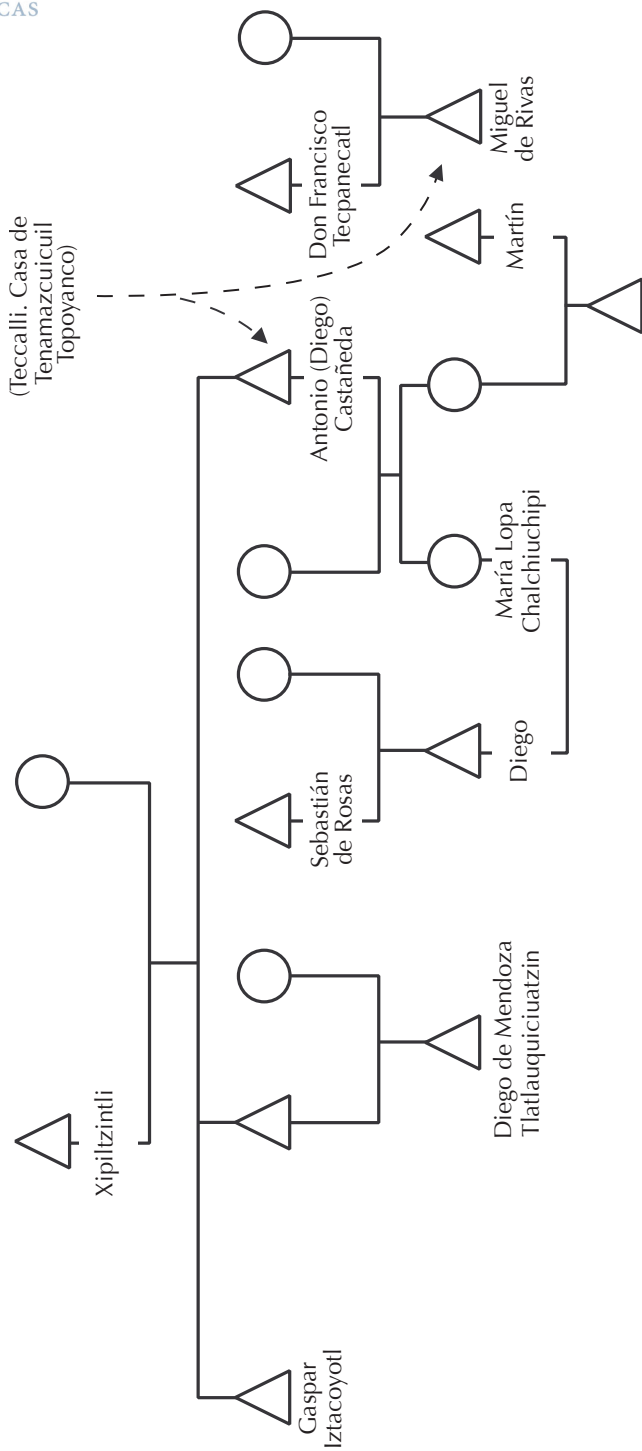 CAS
(Teccalli. Casa de
Tenamazcuicuil
Topoyanco)
Xipiltzintli
Gaspar
Iztacoyotl
Sebastián
de Rosas
Antonio (Diego)
Castañeda
Don Francisco
Tecpanecatl
Diego de Mendoza
Tlatlauquiciuatzin
Diego
María Lopa
Chalchiuchipi
Martín
Miguel
de Rivas